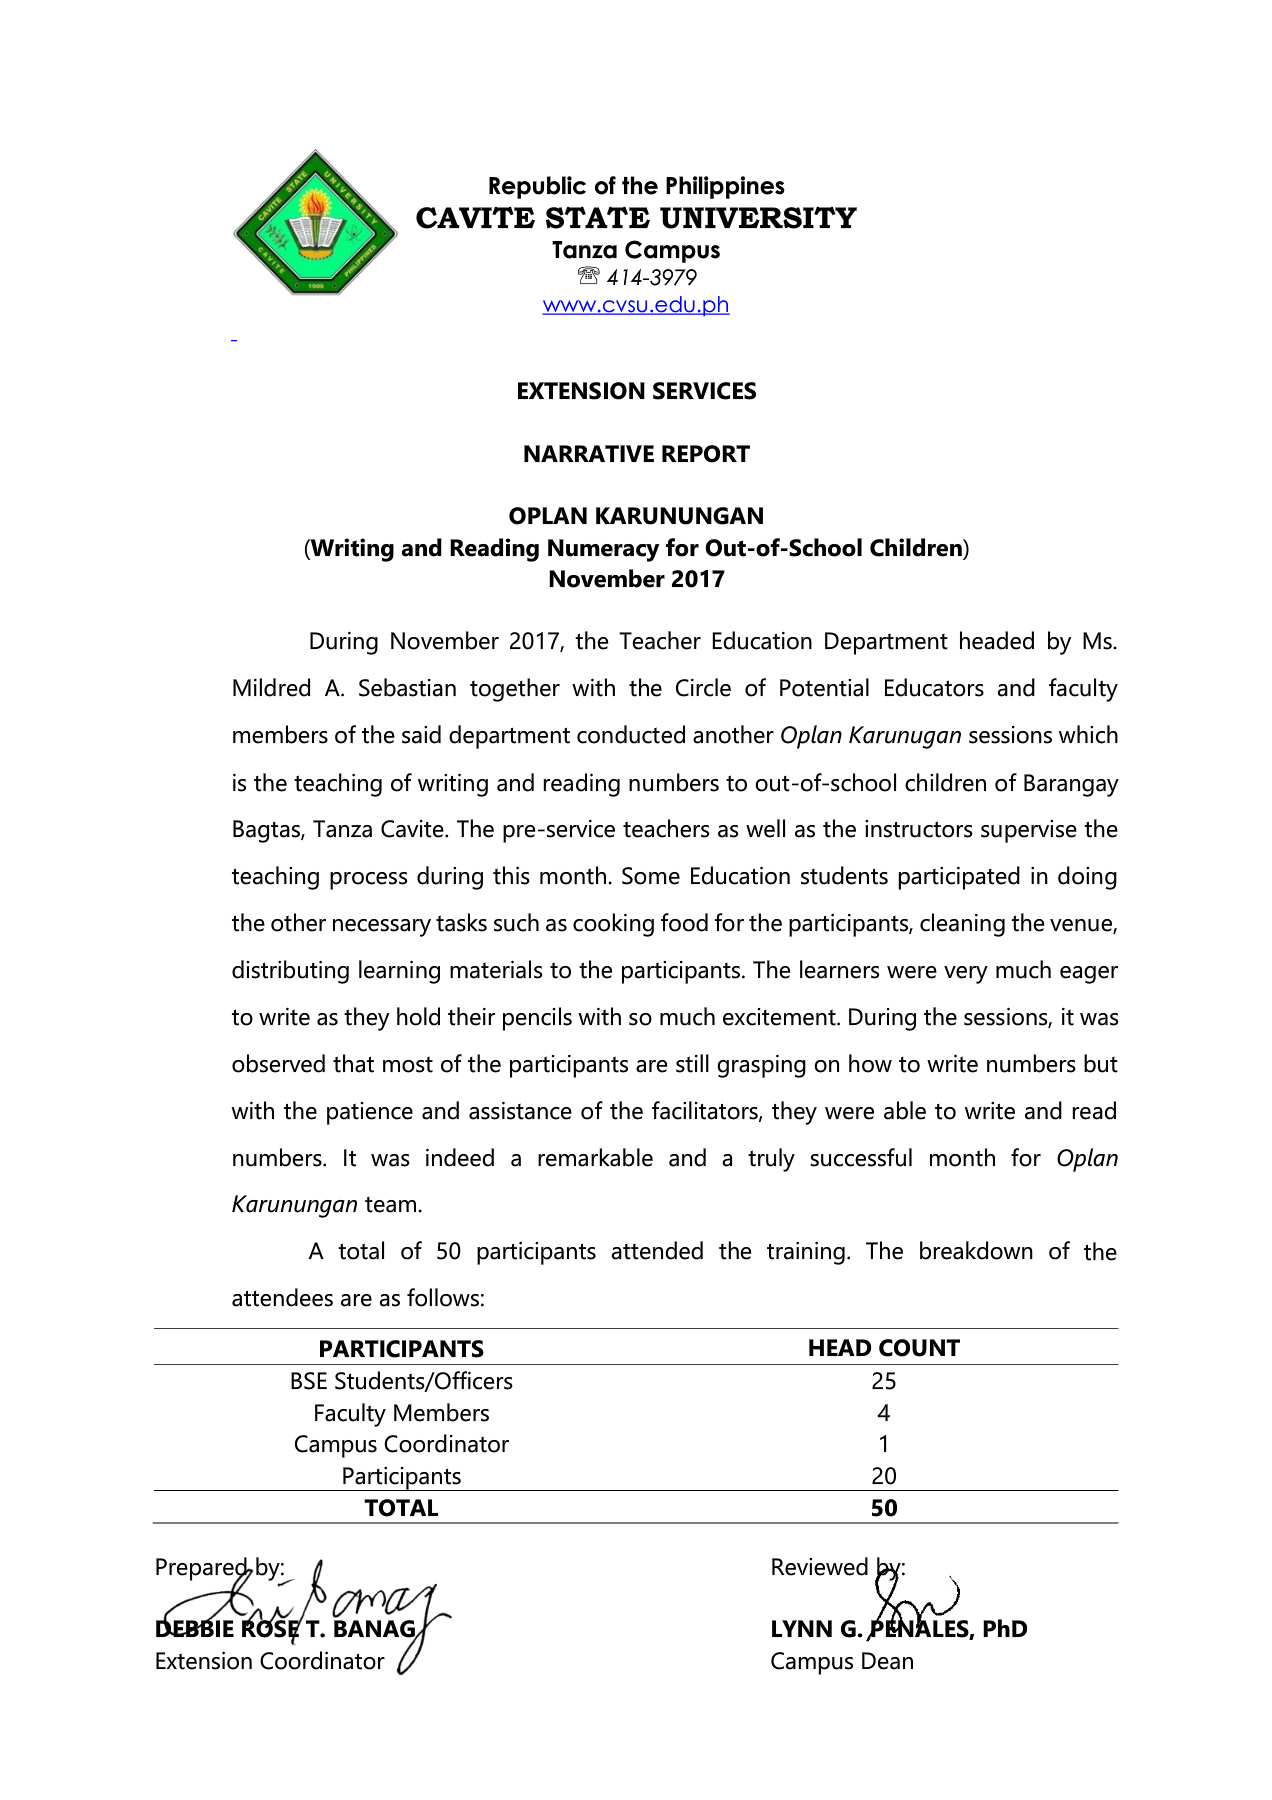 CAVITE STATE UNIVERSITY
CAVITE
PHILIPPINES
1906
Republic of the Philippines
CAVITE STATE UNIVERSITY
Tanza Campus
☏ 414-3979
www.cvsu.edu.ph
EXTENSION SERVICES
NARRATIVE REPORT
OPLAN KARUNUNGAN
(Writing and Reading Numeracy for Out-of-School Children)
November 2017
During November 2017, the Teacher Education Department headed by Ms.
Mildred A. Sebastian together with the Circle of Potential Educators and faculty
members of the said department conducted another Oplan Karunugan sessions which
is the teaching of writing and reading numbers to out-of-school children of Barangay
Bagtas, Tanza Cavite. The pre-service teachers as well as the instructors supervise the
teaching process during this month. Some Education students participated in doing
the other necessary tasks such as cooking food for the participants, cleaning the venue,
distributing learning materials to the participants. The learners were very much eager
to write as they hold their pencils with so much excitement. During the sessions, it was
observed that most of the participants are still grasping on how to write numbers but
with the patience and assistance of the facilitators, they were able to write and read
numbers. It was indeed a remarkable and a truly successful month for Oplan
Karunungan team.
A total of 50 participants attended the training. The breakdown of the
attendees are as follows:
PARTICIPANTS HEAD COUNT
BSE Students/Officers 25
Faculty Members 4
Campus Coordinator 1
Participants 20
TOTAL 50
Prepared by: Reviewed by:
DEBBIE ROSE T. BANAG LYNN G. PENALES, PhD
Extension Coordinator Campus Dean